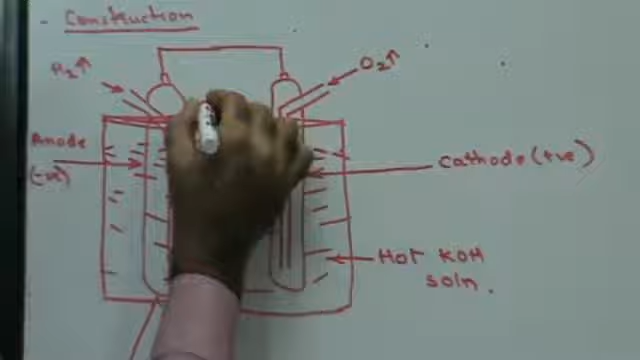 - Construction
H2↑
O2↑
Anode
(-ve)
Cathode (+ve)
Hot KOH
soln.